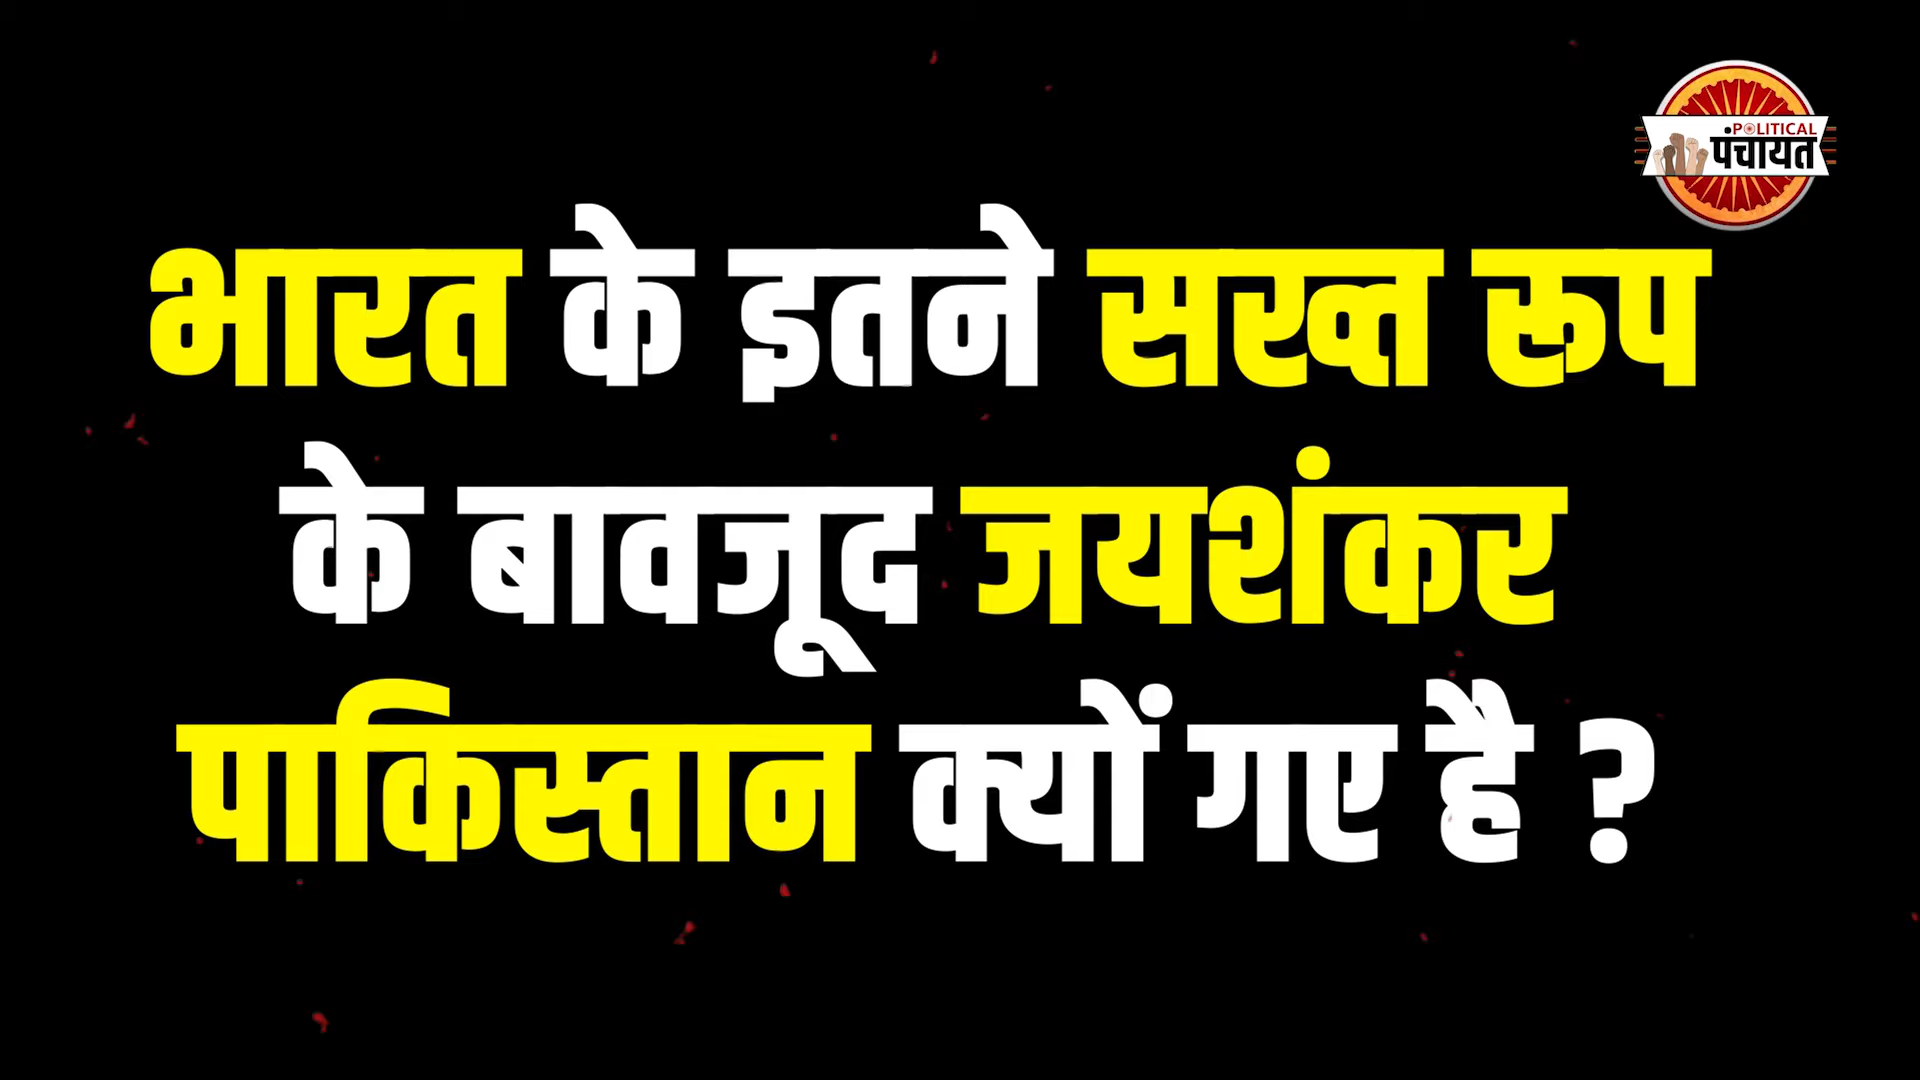 POLITICAL
पंचायत
भारत के इतने सख्त रूप
के बावजूद जयशंकर
पाकिस्तान क्यों गए है ?